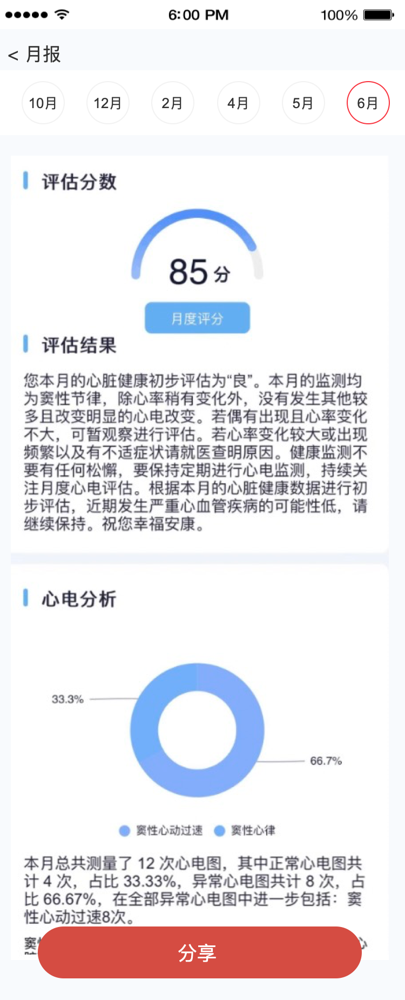 6:00 PM 100%
< 月报
10月 12月 2月 4月 5月 6月
评估分数
85 分
月度评分
评估结果
您本月的心脏健康初步评估为“良”。本月的监测均
为窦性节律，除心率稍有变化外，没有发生其他较
多且改变明显的心电改变。若偶有出现且心率变化
不大，可暂观察进行评估。若心率变化较大或出现
频繁以及有不适症状请就医查明原因。健康监测不
要有任何松懈，要保持定期进行心电监测，持续关
注月度心电评估。根据本月的心脏健康数据进行初
步评估，近期发生严重心血管疾病的可能性低，请
继续保持。祝您幸福安康。
心电分析
33.3%
66.7%
窦性心动过速 窦性心律
本月总共测量了 12 次心电图，其中正常心电图共
计 4 次，占比 33.33%，异常心电图共计 8 次，占
比 66.67%，在全部异常心电图中进一步包括：窦
性心动过速8次。
窦
分享